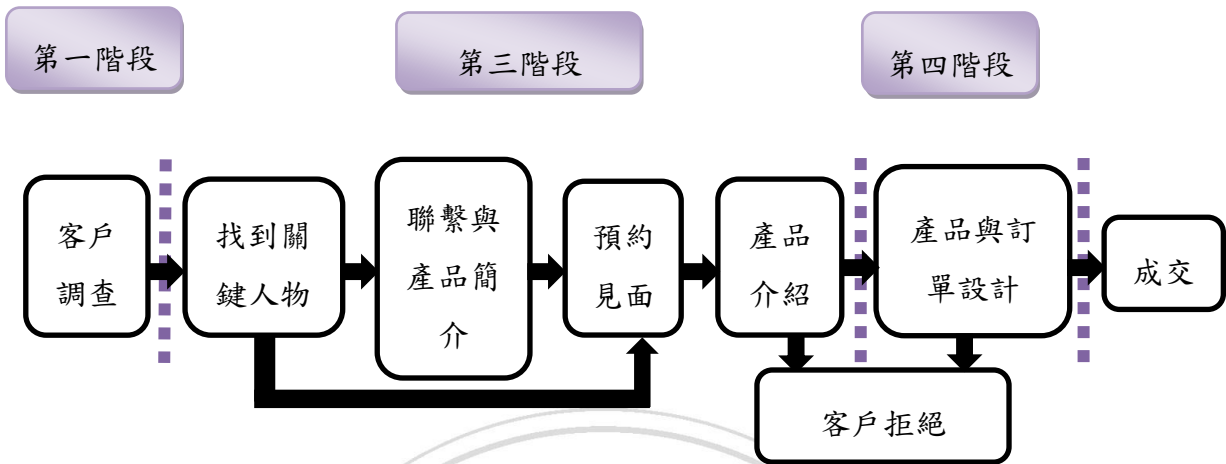 第一階段
第三階段
第四階段
客戶
調查
找到關
鍵人物
聯繫與
產品簡
介
預約
見面
產品
介紹
產品與訂
單設計
成交
客戶拒絕